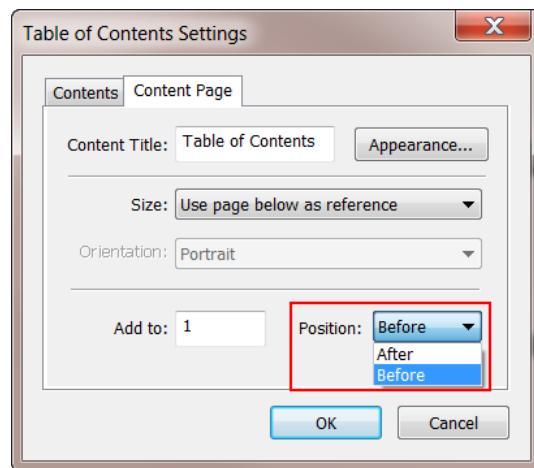 Table of Contents Settings
Contents Content Page
Content Title: Table of Contents Appearance...
Size: Use page below as reference
Orientation: Portrait
Add to: 1 Position: Before
After
Before
OK Cancel